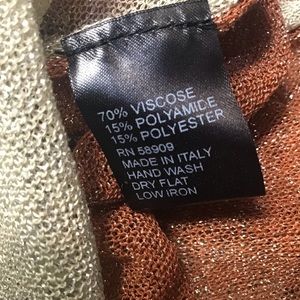 70% VISCOSE
15% POLYAMIDE
15% POLYESTER
RN 58909
MADE IN ITALY
HAND WASH
DRY FLAT
LOW IRON